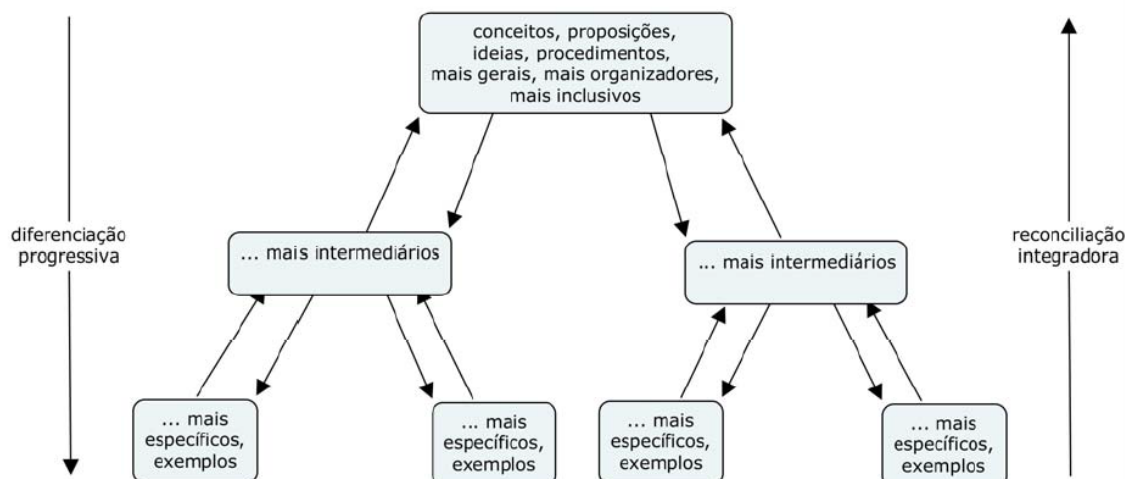 conceitos, proposições,
ideias, procedimentos,
mais gerais, mais organizadores,
mais inclusivos
diferenciação
progressiva
... mais intermediários
... mais intermediários
reconciliação
integradora
... mais
específicos,
exemplos
... mais
específicos,
exemplos
... mais
específicos,
exemplos
... mais
específicos,
exemplos